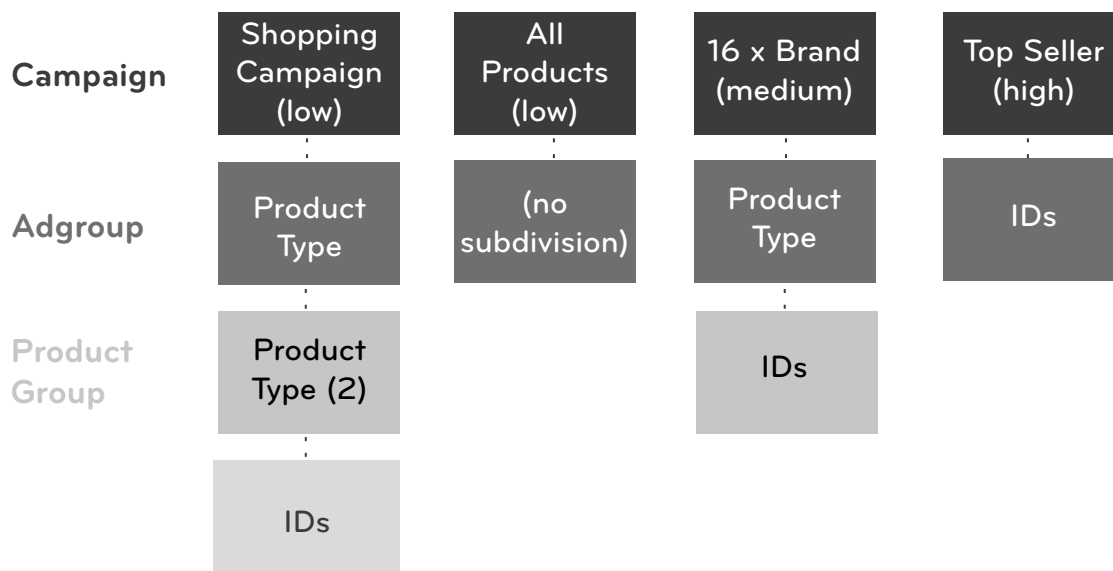 Campaign
Shopping
Campaign
(low)
All
Products
(low)
16 x Brand
(medium)
Top Seller
(high)
Adgroup
Product
Type
(no
subdivision)
Product
Type
IDs
Product
Group
Product
Type (2)
IDs
IDs